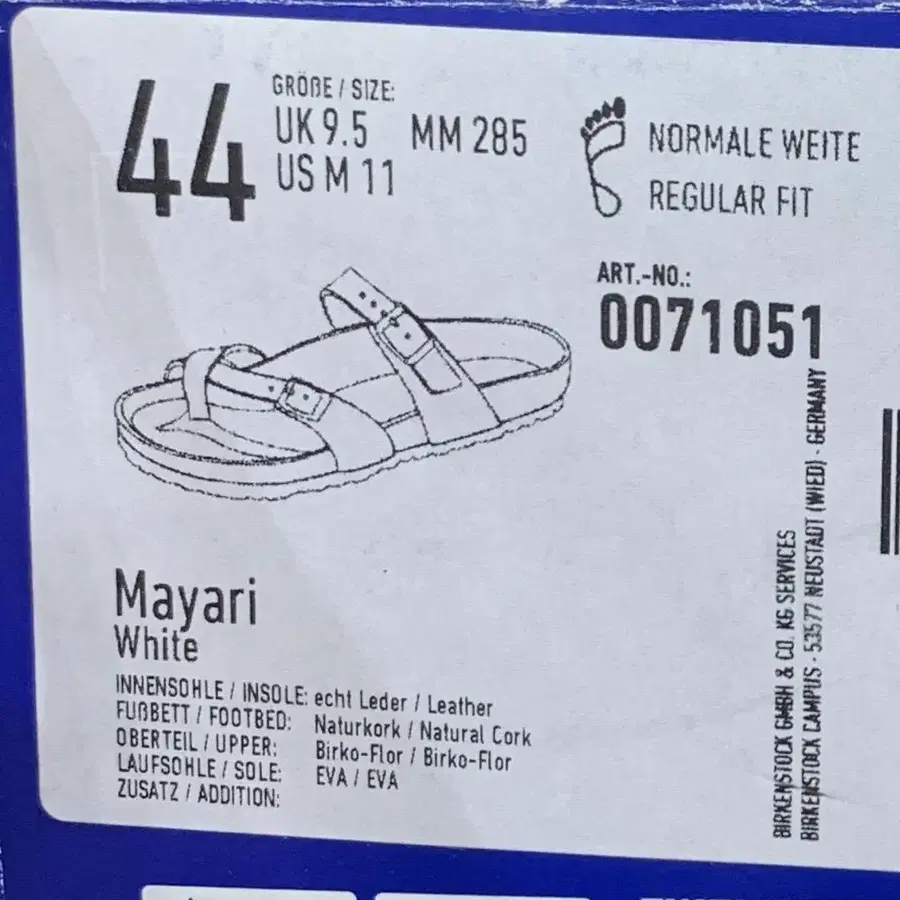 44
GRÖßE / SIZE:
UK 9.5 MM 285
US M 11
NORMALE WEITE
REGULAR FIT
ART.-NO.:
0071051
Mayari
White
INNENSOHLE / INSOLE: echt Leder / Leather
FUßBETT / FOOTBED: Naturkork / Natural Cork
OBERTEIL / UPPER: Birko-Flor / Birko-Flor
LAUFSOHLE / SOLE: EVA / EVA
ZUSATZ / ADDITION:
BIRKENSTOCK GMBH & CO. KG SERVICES
BIRKENSTOCK CAMPUS · 53577 NEUSTADT (WIED) · GERMANY